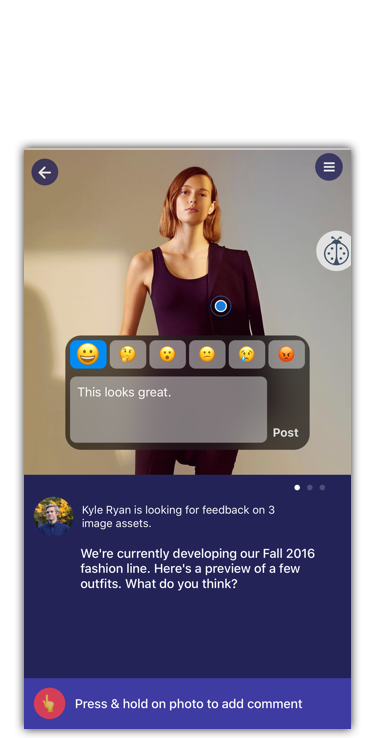 This looks great.
Post
Kyle Ryan is looking for feedback on 3
image assets.
We're currently developing our Fall 2016
fashion line. Here's a preview of a few
outfits. What do you think?
Press & hold on photo to add comment